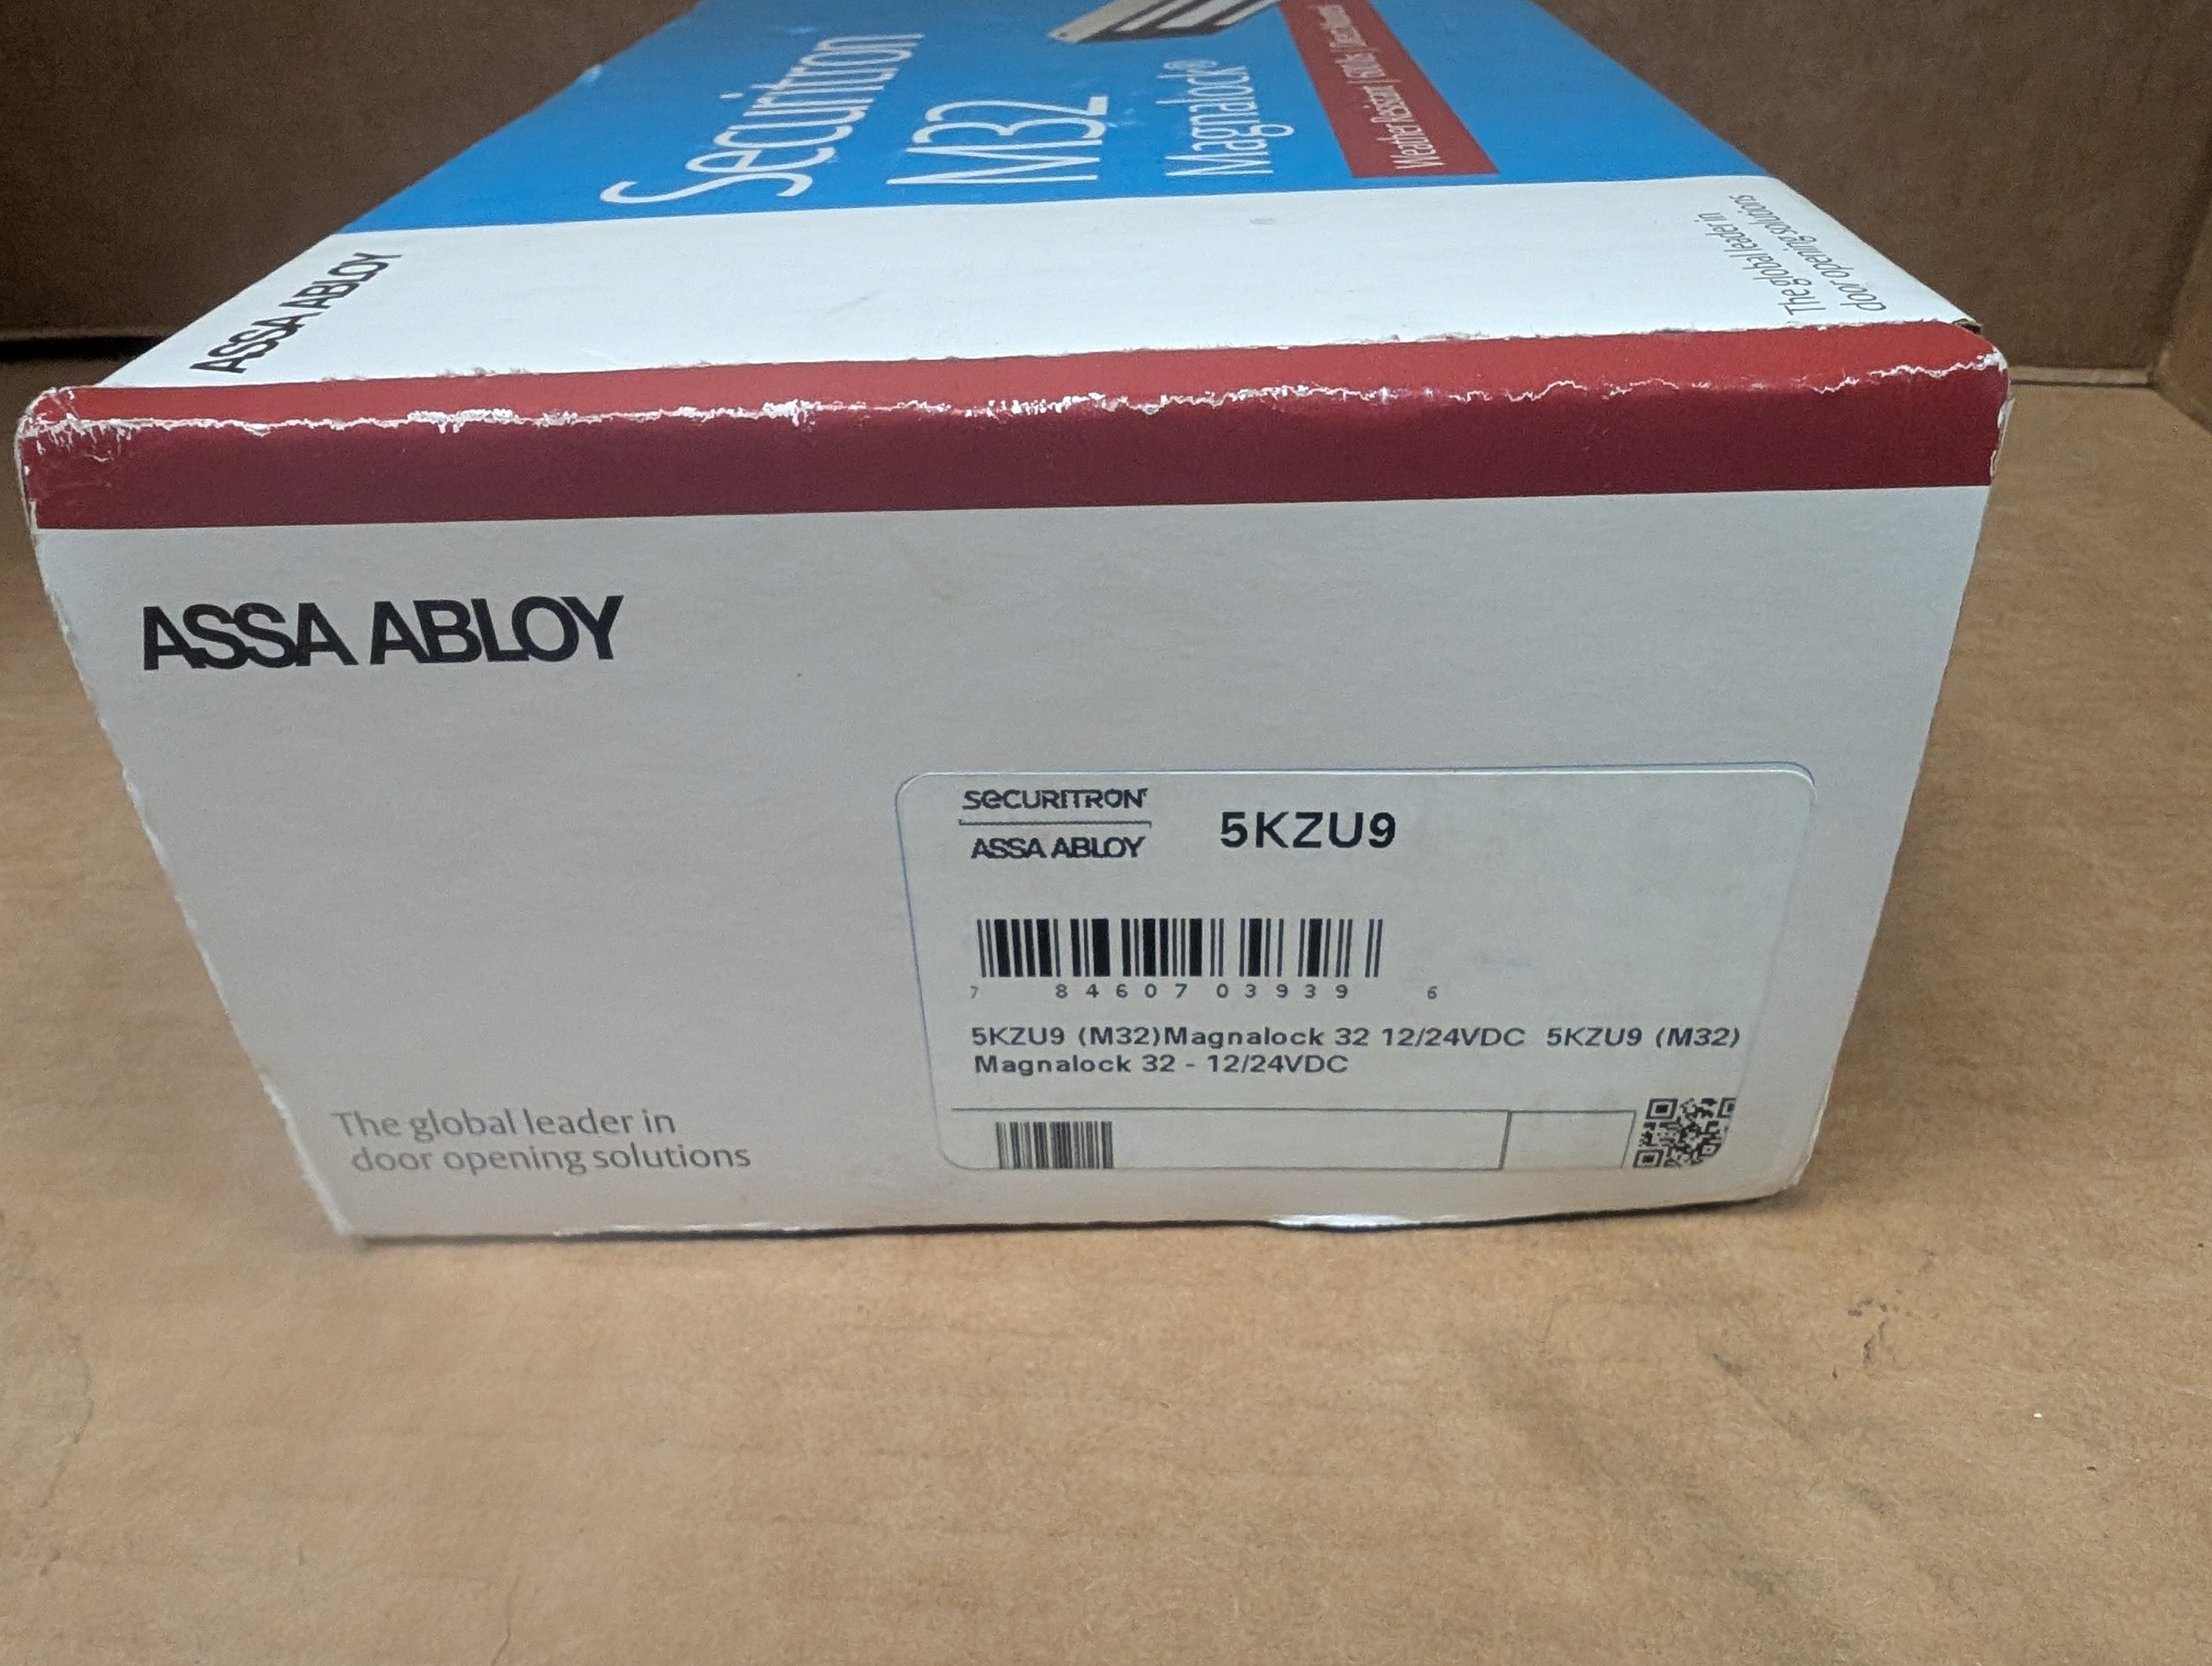 Securitron
M32
Magnalock®
Weather Resistant | 600 lbs |
ASSA ABLOY
The global leader in
door opening solutions
ASSA ABLOY
SECURITRON
ASSA ABLOY
5KZU9
7 84607 03939 6
5KZU9 (M32)Magnalock 32 12/24VDC 5KZU9 (M32)
Magnalock 32 - 12/24VDC
The global leader in
door opening solutions